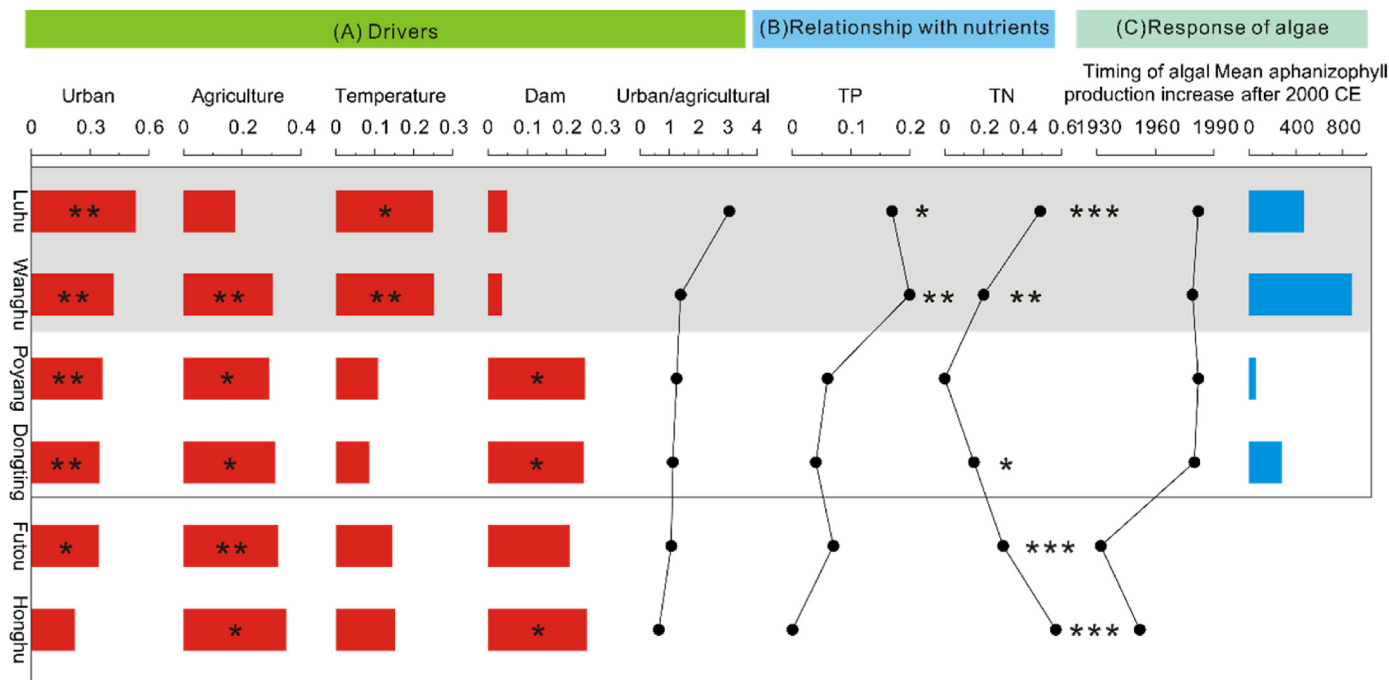 (A) Drivers (B)Relationship with nutrients (C)Response of algae
Timing of algal Mean aphanizophyll
Urban Agriculture Temperature Dam Urban/agricultural TP TN production increase after 2000 CE
0 0.3 0.6 0 0.2 0.4 0 0.1 0.2 0.3 0 0.1 0.2 0.3 0 1 2 3 4 0 0.1 0.2 0 0.2 0.4 0.6 1930 1960 1990 0 400 800
Luhu ** * * ***
Wanghu ** ** ** ** **
Poyang ** * *
Dongting ** * * *
Futou * ** ***
Honghu * * ***